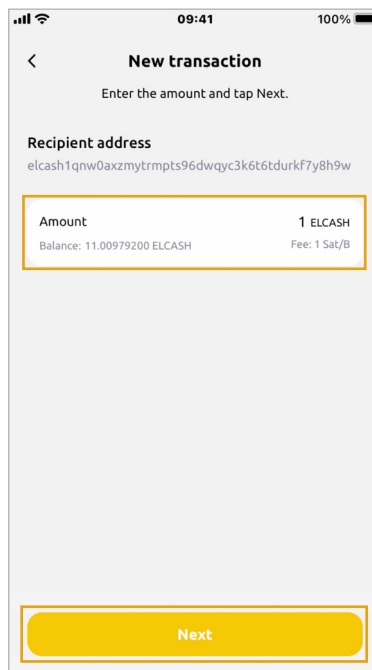 09:41 100%
New transaction
Enter the amount and tap Next.
Recipient address
elcash1qnw0axzmytrmpts96dwqyc3k6t6tdurkf7y8h9w
Amount 1 ELCASH
Balance: 11.00979200 ELCASH Fee: 1 Sat/B
Next